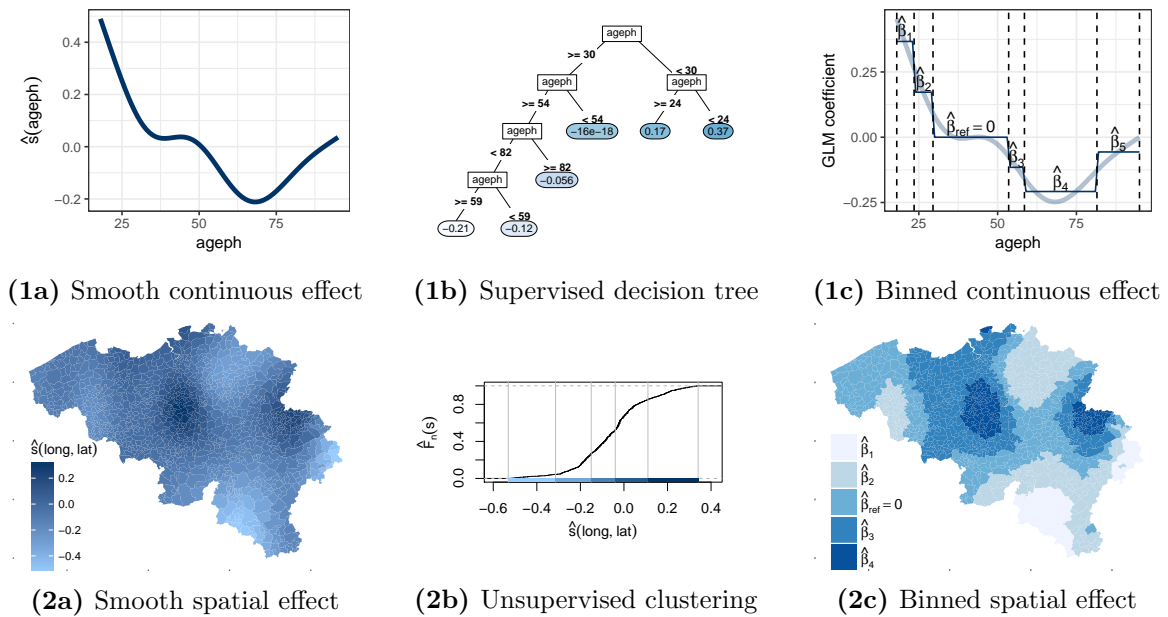 0.4
0.2
0.0
−0.2
ŝ(ageph)
25
50
75
ageph
ageph
>= 30
< 30
ageph
ageph
>= 54
< 54
>= 24
< 24
ageph
−16e−18
0.17
0.37
< 82
>= 82
ageph
−0.056
>= 59
< 59
−0.21
−0.12
0.25
0.00
−0.25
GLM coefficient
β̂1
β̂2
β̂ref = 0
β̂3
β̂4
β̂5
25
50
75
ageph
(1a) Smooth continuous effect
(1b) Supervised decision tree
(1c) Binned continuous effect
ŝ(long, lat)
0.2
0.0
−0.2
−0.4
F̂n(s)
0.0
0.4
0.8
−0.6
−0.4
−0.2
0.0
0.2
0.4
ŝ(long, lat)
β̂1
β̂2
β̂ref = 0
β̂3
β̂4
(2a) Smooth spatial effect
(2b) Unsupervised clustering
(2c) Binned spatial effect